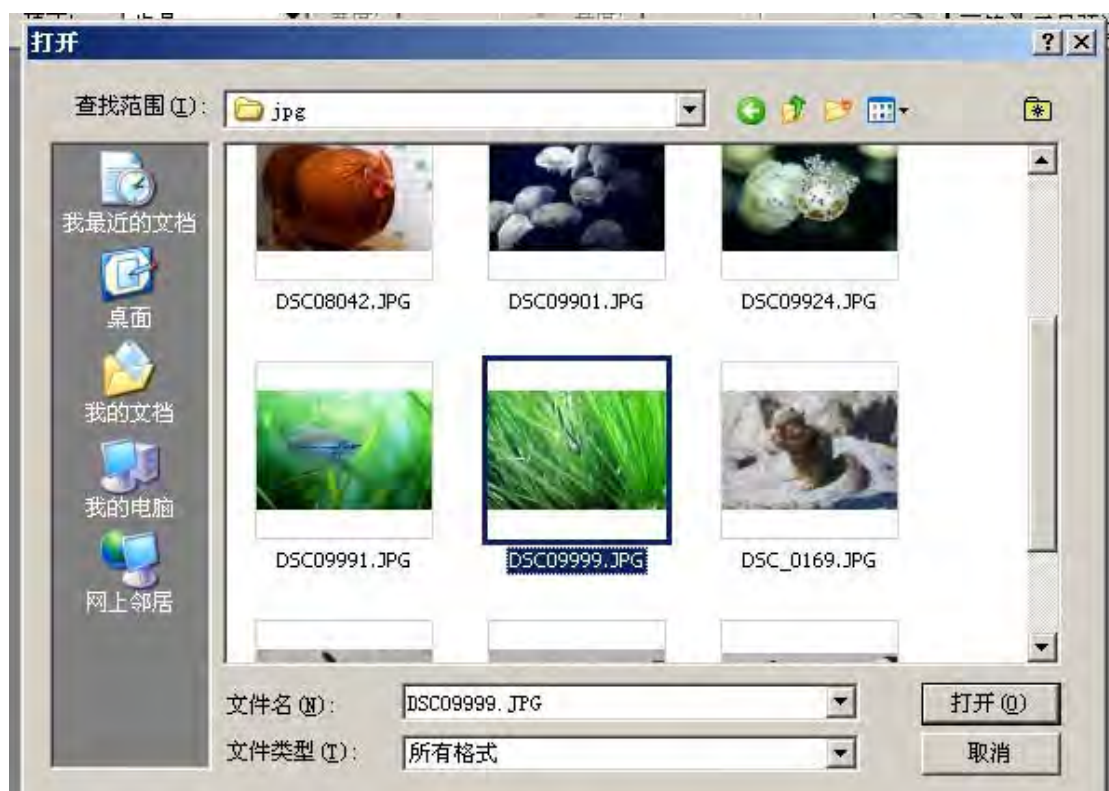 打开
查找范围(I):
jpg
我最近的文档
桌面
我的文档
我的电脑
网上邻居
DSC08042.JPG DSC09901.JPG DSC09924.JPG
DSC09991.JPG DSC09999.JPG DSC_0169.JPG
文件名(N): DSC09999.JPG 打开(O)
文件类型(T): 所有格式 取消